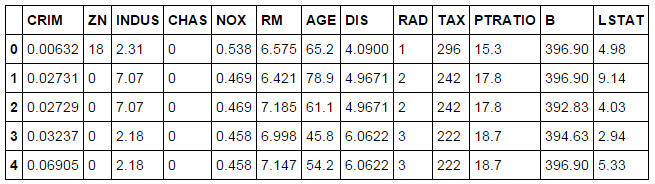 CRIM ZN INDUS CHAS NOX RM AGE DIS RAD TAX PTRATIO B LSTAT
0 0.00632 18 2.31 0 0.538 6.575 65.2 4.0900 1 296 15.3 396.90 4.98
1 0.02731 0 7.07 0 0.469 6.421 78.9 4.9671 2 242 17.8 396.90 9.14
2 0.02729 0 7.07 0 0.469 7.185 61.1 4.9671 2 242 17.8 392.83 4.03
3 0.03237 0 2.18 0 0.458 6.998 45.8 6.0622 3 222 18.7 394.63 2.94
4 0.06905 0 2.18 0 0.458 7.147 54.2 6.0622 3 222 18.7 396.90 5.33